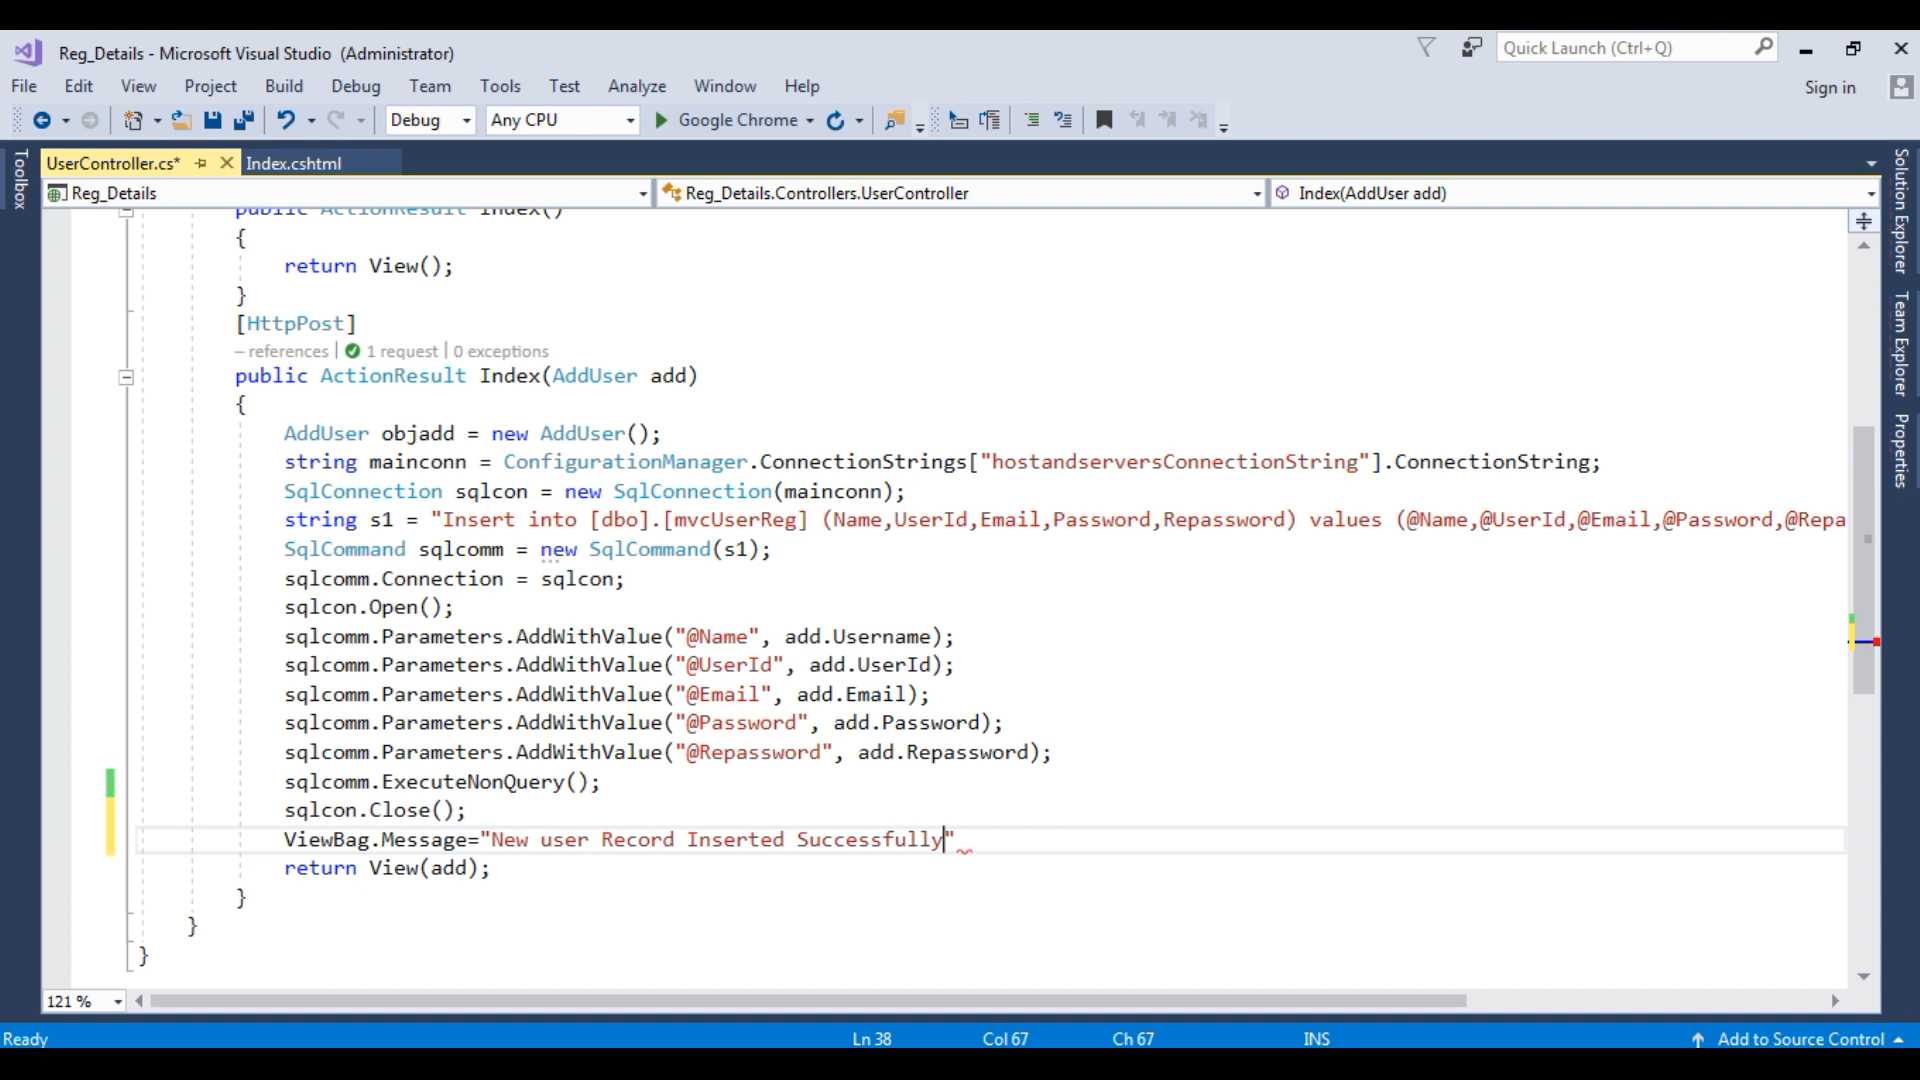 Reg_Details - Microsoft Visual Studio (Administrator)
Quick Launch (Ctrl+Q)
File Edit View Project Build Debug Team Tools Test Analyze Window Help
Sign in
Debug Any CPU Google Chrome
Toolbox
UserController.cs* Index.cshtml
Reg_Details Reg_Details.Controllers.UserController Index(AddUser add)
Solution Explorer
Team Explorer
Properties
public ActionResult Index()
{
return View();
}
[HttpPost]
– references | 1 request | 0 exceptions
public ActionResult Index(AddUser add)
{
AddUser objadd = new AddUser();
string mainconn = ConfigurationManager.ConnectionStrings["hostandserversConnectionString"].ConnectionString;
SqlConnection sqlcon = new SqlConnection(mainconn);
string s1 = "Insert into [dbo].[mvcUserReg] (Name,UserId,Email,Password,Repassword) values (@Name,@UserId,@Email,@Password,@Repa
SqlCommand sqlcomm = new SqlCommand(s1);
sqlcomm.Connection = sqlcon;
sqlcon.Open();
sqlcomm.Parameters.AddWithValue("@Name", add.Username);
sqlcomm.Parameters.AddWithValue("@UserId", add.UserId);
sqlcomm.Parameters.AddWithValue("@Email", add.Email);
sqlcomm.Parameters.AddWithValue("@Password", add.Password);
sqlcomm.Parameters.AddWithValue("@Repassword", add.Repassword);
sqlcomm.ExecuteNonQuery();
sqlcon.Close();
ViewBag.Message="New user Record Inserted Successfully"
return View(add);
}
}
}
121 %
Ready Ln 38 Col 67 Ch 67 INS Add to Source Control